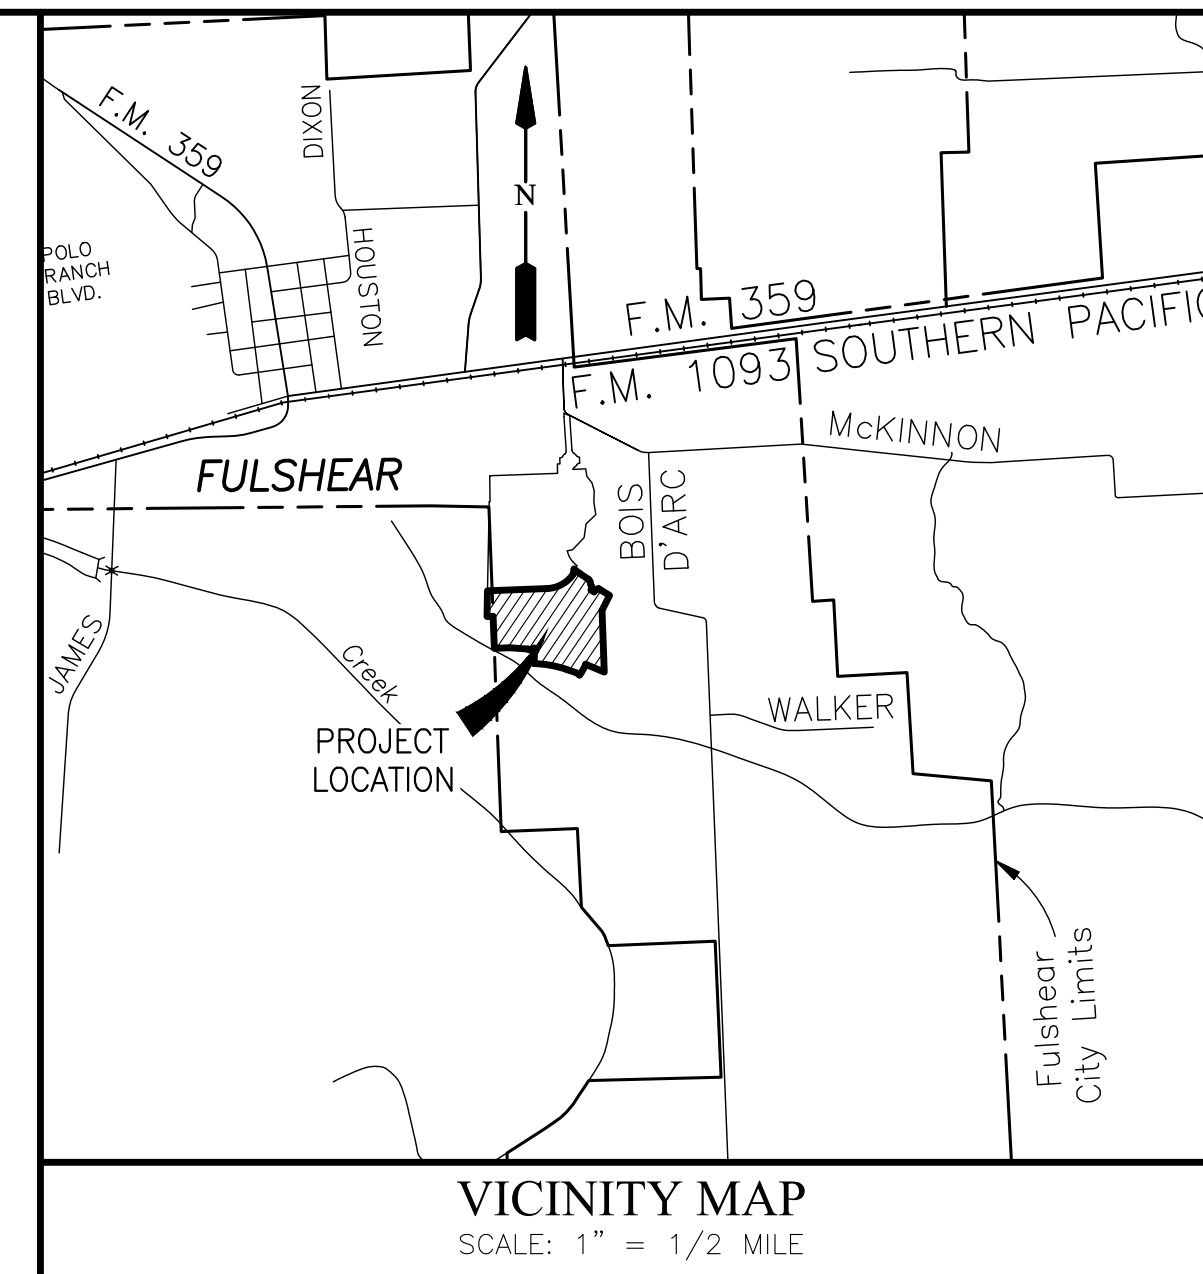 F.M. 359
DIXON
N
POLO
RANCH
BLVD.
HOUSTON
F.M. 359
SOUTHERN PACIFIC
F.M. 1093
McKINNON
FULSHEAR
BOIS
D'ARC
JAMES
Creek
WALKER
PROJECT
LOCATION
Fulshear
City Limits
VICINITY MAP
SCALE: 1" = 1/2 MILE